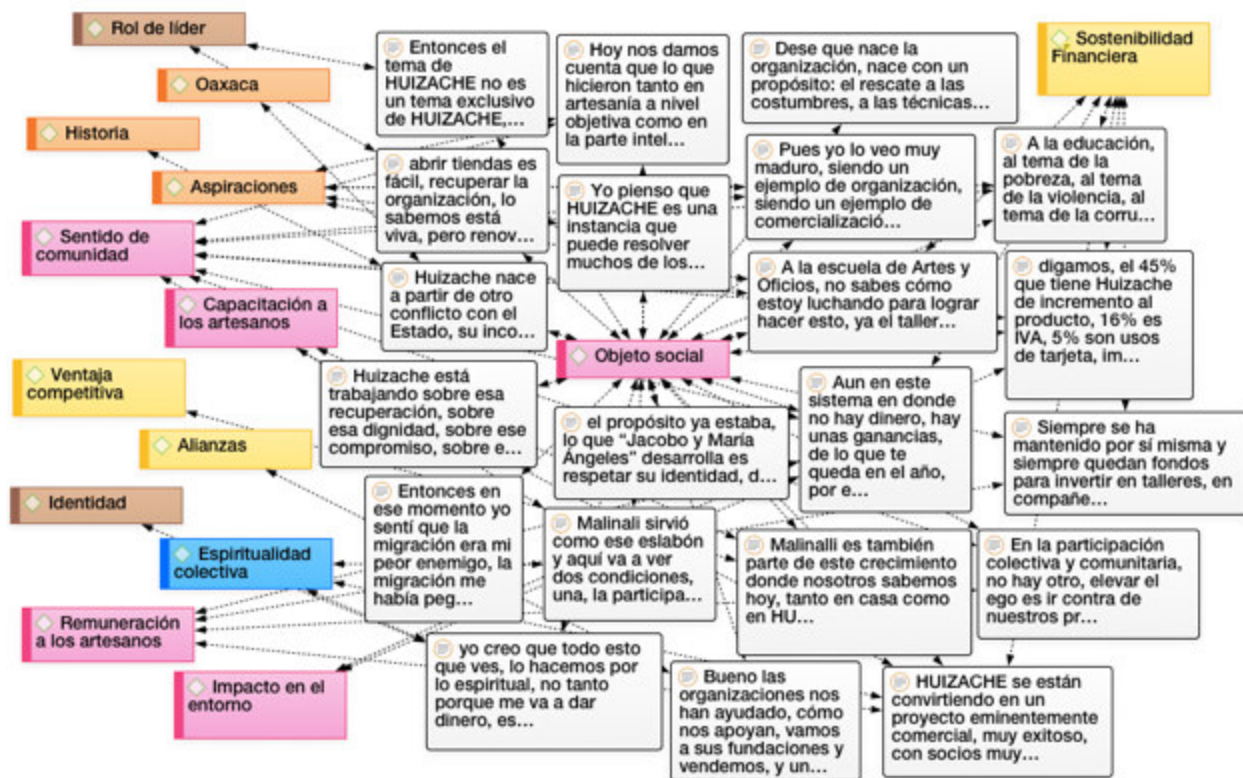 Rol de líder
Oaxaca
Historia
Aspiraciones
Sentido de
comunidad
Capacitación a
los artesanos
Ventaja
competitiva
Alianzas
Identidad
Espiritualidad
colectiva
Remuneración
a los artesanos
Impacto en el
entorno
Entonces el
tema de
HUIZACHE no es
un tema exclusivo
de HUIZACHE,...
abrir tiendas es
fácil, recuperar la
organización, lo
sabemos está
viva, pero renov...
Huizache nace
a partir de otro
conflicto con el
Estado, su inco...
Huizache está
trabajando sobre esa
recuperación, sobre
esa dignidad, sobre ese
compromiso, sobre e...
Entonces en
ese momento yo
sentí que la
migración era mi
peor enemigo, la
migración me
había peg...
yo creo que todo esto
que ves, lo hacemos por
lo espiritual, no tanto
porque me va a dar
dinero, es...
Hoy nos damos
cuenta que lo que
hicieron tanto en
artesanía a nivel
objetiva como en
la parte intel...
Yo pienso que
HUIZACHE es una
instancia que
puede resolver
muchos de los...
Objeto social
el propósito ya estaba,
lo que “Jacobo y María
Ángeles” desarrolla es
respetar su identidad, d...
Malinali sirvió
como ese eslabón
y aquí va a ver
dos condiciones,
una, la participa...
Bueno las
organizaciones nos
han ayudado, cómo
nos apoyan, vamos
a sus fundaciones y
vendemos, y un...
Dese que nace la
organización, nace con un
propósito: el rescate a las
costumbres, a las técnicas...
Pues yo lo veo muy
maduro, siendo un
ejemplo de organización,
siendo un ejemplo de
comercializació...
A la escuela de Artes y
Oficios, no sabes cómo
estoy luchando para lograr
hacer esto, ya el taller...
Aun en este
sistema en donde
no hay dinero, hay
unas ganancias,
de lo que te
queda en el año,
por e...
Malinalli es también
parte de este crecimiento
donde nosotros sabemos
hoy, tanto en casa como
en HU...
HUIZACHE se están
convirtiendo en un
proyecto eminentemente
comercial, muy exitoso,
con socios muy...
Sostenibilidad
Financiera
A la educación,
al tema de la
pobreza, al tema
de la violencia, al
tema de la corru...
digamos, el 45%
que tiene Huizache
de incremento al
producto, 16% es
IVA, 5% son usos
de tarjeta, im...
Siempre se ha
mantenido por sí misma y
siempre quedan fondos
para invertir en talleres, en
compañe...
En la participación
colectiva y comunitaria,
no hay otro, elevar el
ego es ir contra de
nuestros pr...